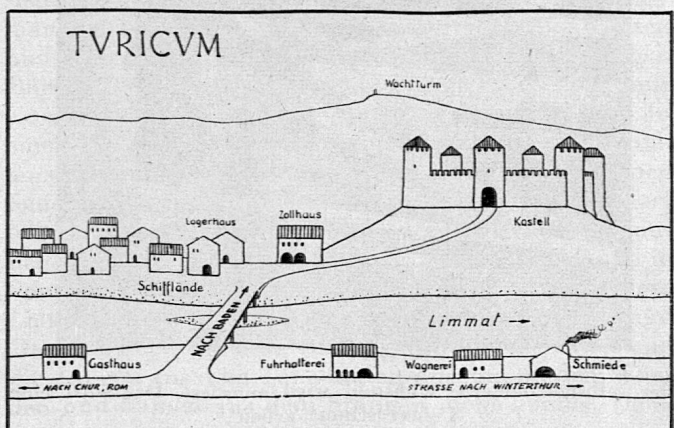 TVRICVM
Wachtturm
Lagerhaus
Zollhaus
Kastell
Schifflände
NACH BADEN
Limmat
Gasthaus
Fuhrhalterei
Wagnerei
Schmiede
NACH CHUR, ROM
STRASSE NACH WINTERTHUR